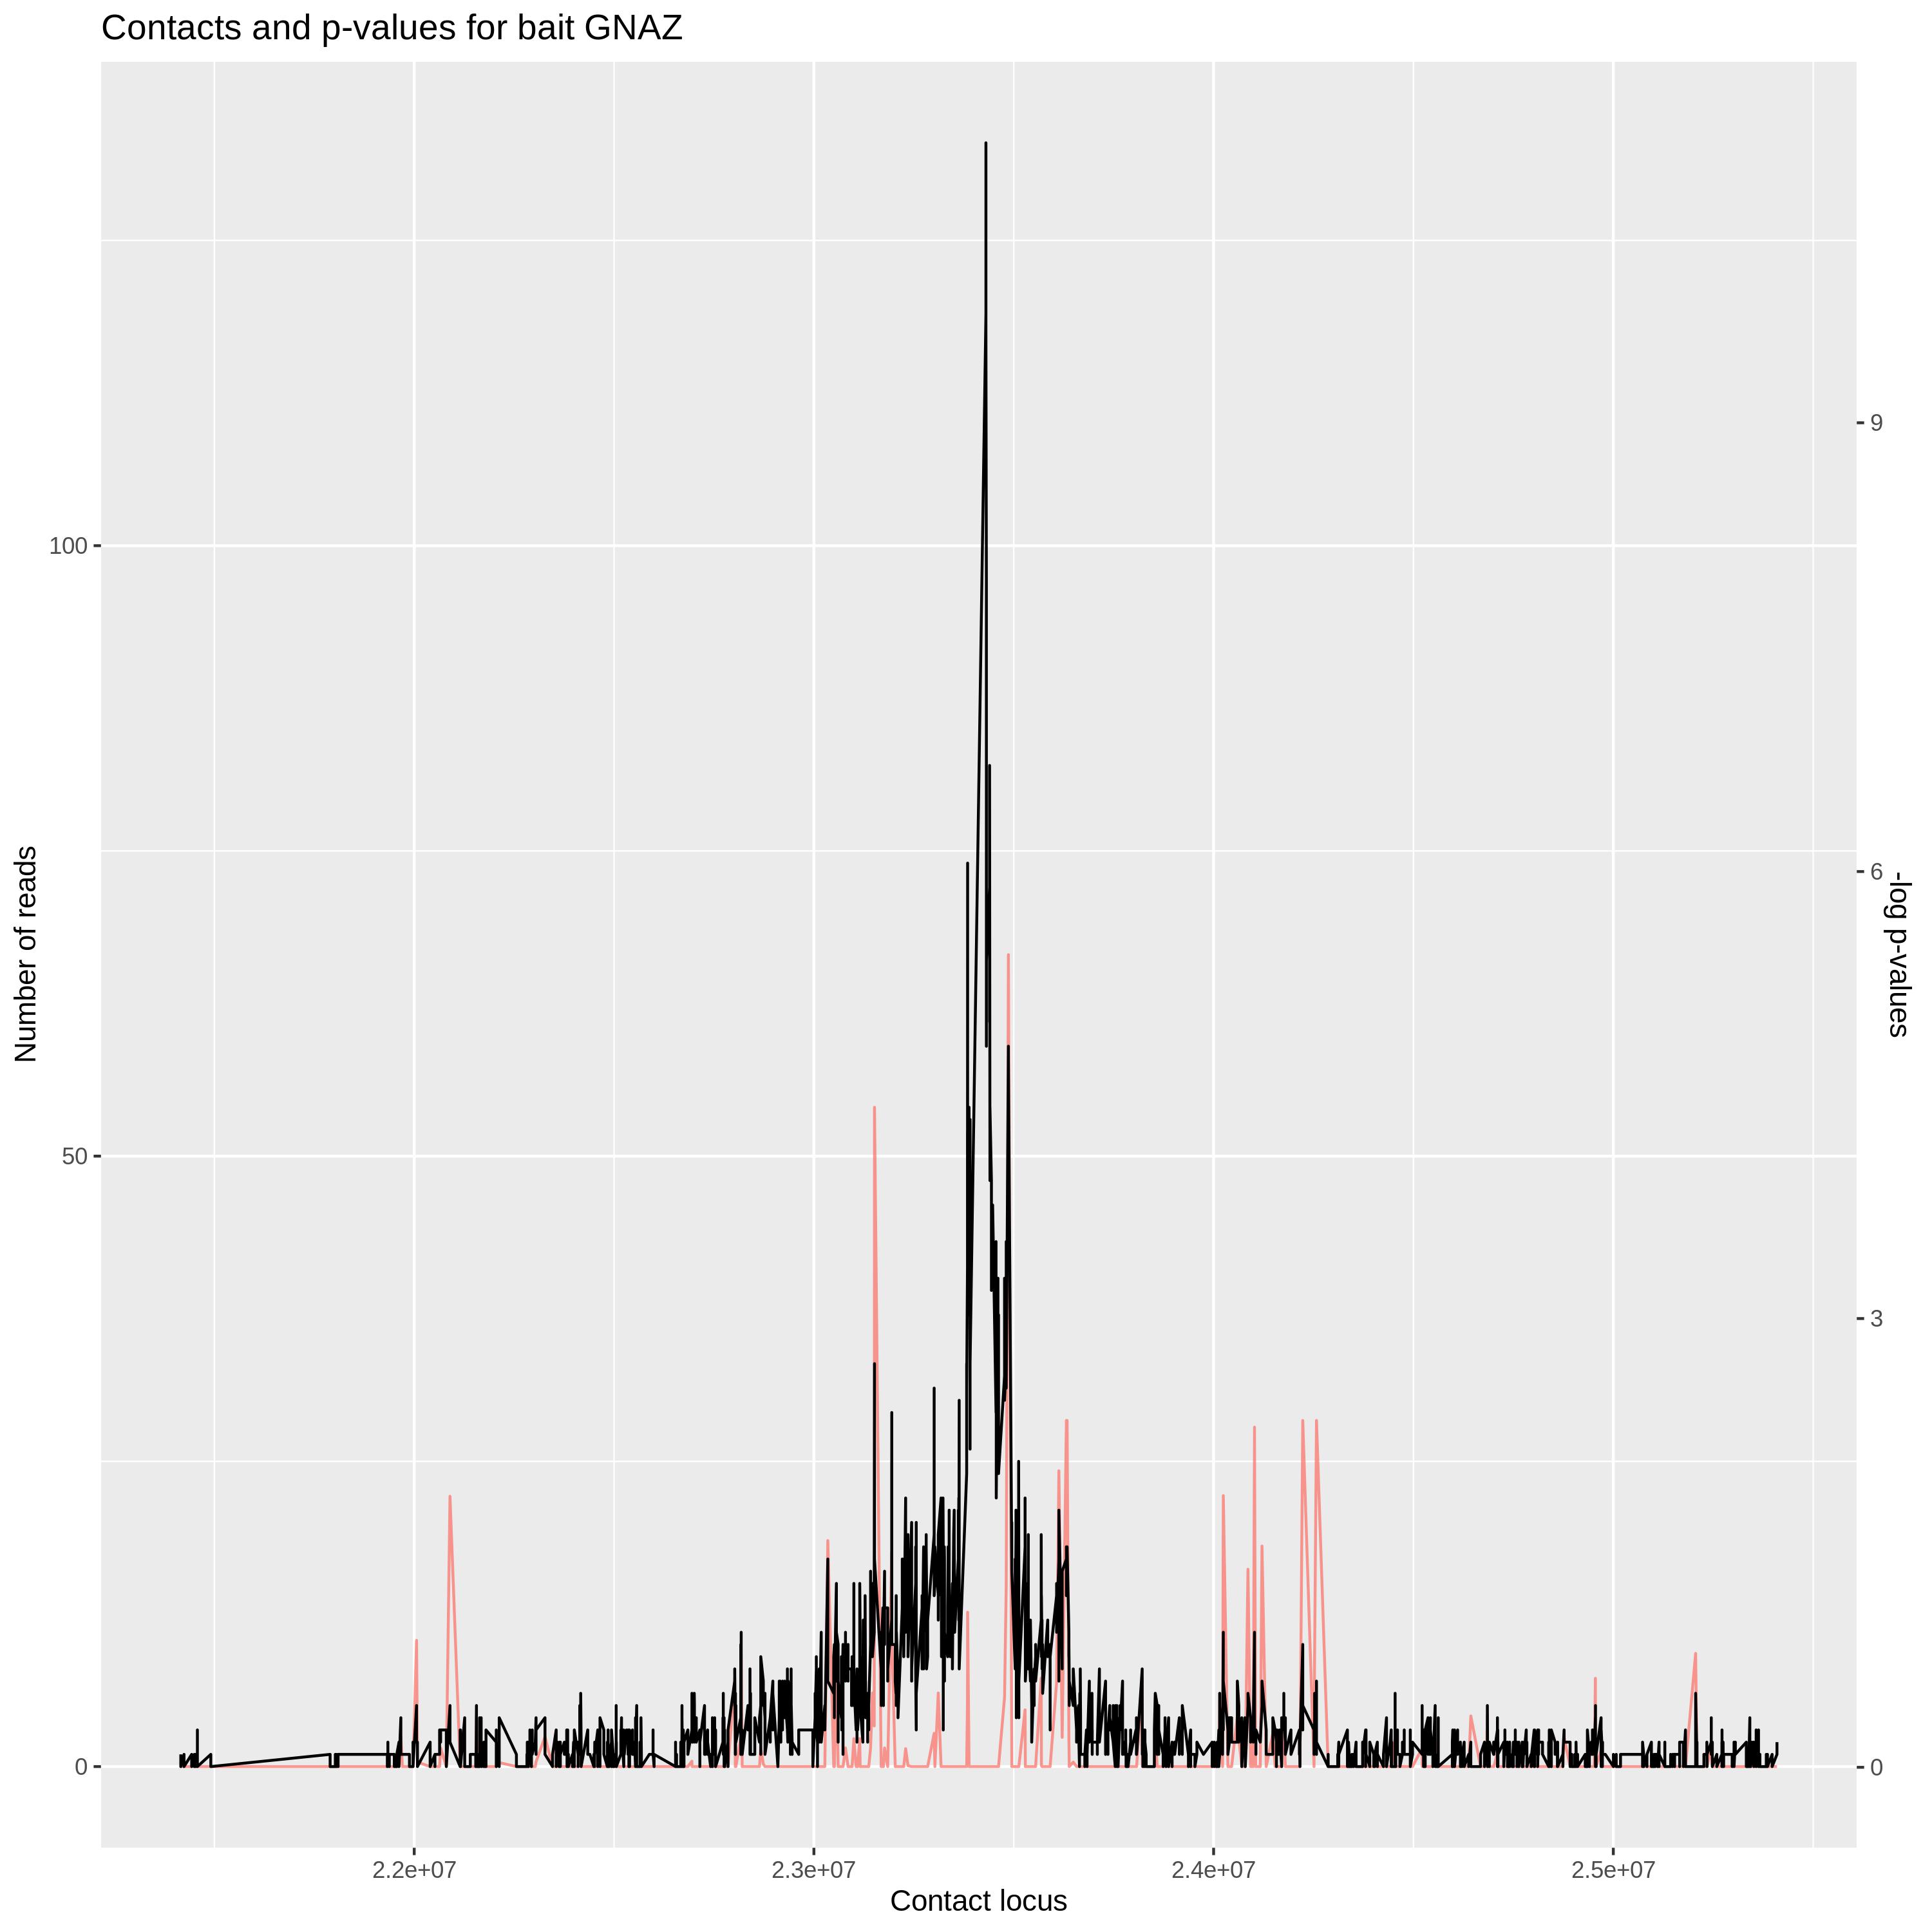 Contacts and p-values for bait GNAZ
Number of reads
100
50
0
9
6
3
0
-log p-values
2.2e+07 2.3e+07 2.4e+07 2.5e+07
Contact locus